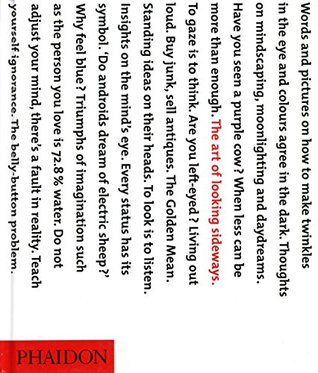 Words and pictures on how to make twinkles
in the eye and colours agree in the dark. Thoughts
on mindscaping, moonlighting and daydreams.
Have you seen a purple cow? When less can be
more than enough. The art of looking sideways.
To gaze is to think. Are you left-eyed? Living out
loud. Buy junk, sell antiques. The Golden Mean.
Standing ideas on their heads. To look is to listen.
Insights on the mind's eye. Every status has its
symbol. 'Do androids dream of electric sheep?'
Why feel blue? Triumphs of imagination such
as the person you love is 72.8% water. Do not
adjust your mind, there's a fault in reality. Teach
yourself ignorance. The belly-button problem.
PHAIDON